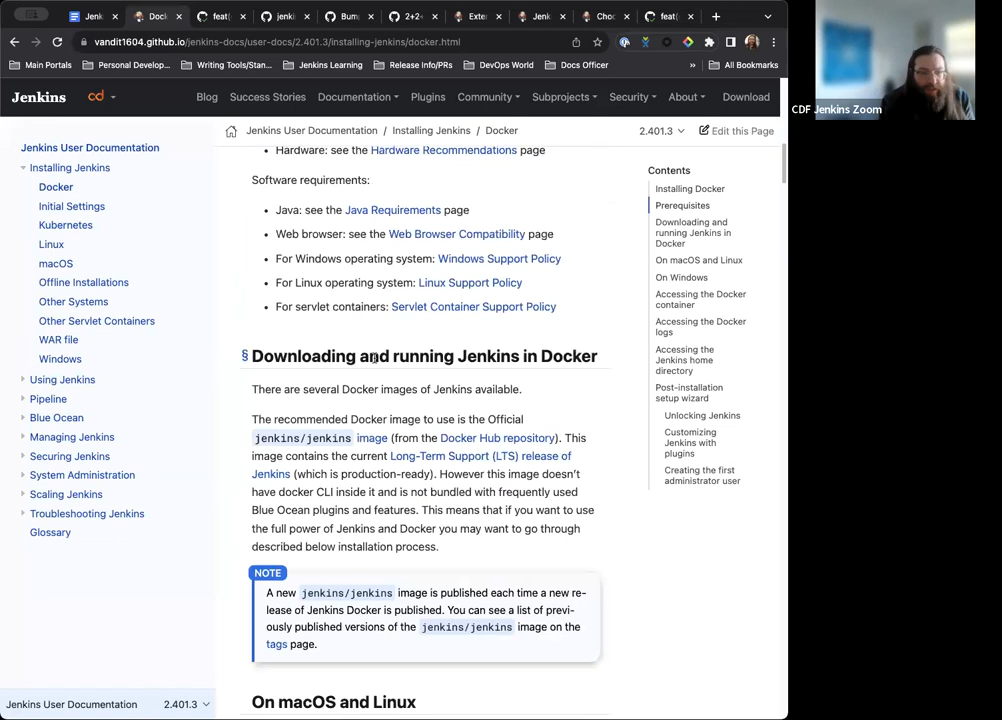 Jenk
Doc
feat(
jenki
Bum
2+2
Exter
Jenk
Choc
feat(
vandit1604.github.io/jenkins-docs/user-docs/2.401.3/installing-jenkins/docker.html
Main Portals
Personal Develop...
Writing Tools/Stan...
Jenkins Learning
Release Info/PRs
DevOps World
Docs Officer
»
All Bookmarks
Jenkins
cd
Blog
Success Stories
Documentation
Plugins
Community
Subprojects
Security
About
Download
CDF Jenkins Zoom
Jenkins User Documentation / Installing Jenkins / Docker
2.401.3
Edit this Page
Jenkins User Documentation
Installing Jenkins
Docker
Initial Settings
Kubernetes
Linux
macOS
Offline Installations
Other Systems
Other Servlet Containers
WAR file
Windows
Using Jenkins
Pipeline
Blue Ocean
Managing Jenkins
Securing Jenkins
System Administration
Scaling Jenkins
Troubleshooting Jenkins
Glossary
Jenkins User Documentation
2.401.3
• Hardware: see the Hardware Recommendations page
Software requirements:
• Java: see the Java Requirements page
• Web browser: see the Web Browser Compatibility page
• For Windows operating system: Windows Support Policy
• For Linux operating system: Linux Support Policy
• For servlet containers: Servlet Container Support Policy
§ Downloading and running Jenkins in Docker
There are several Docker images of Jenkins available.
The recommended Docker image to use is the Official
jenkins/jenkins image (from the Docker Hub repository). This
image contains the current Long-Term Support (LTS) release of
Jenkins (which is production-ready). However this image doesn't
have docker CLI inside it and is not bundled with frequently used
Blue Ocean plugins and features. This means that if you want to use
the full power of Jenkins and Docker you may want to go through
described below installation process.
NOTE
A new jenkins/jenkins image is published each time a new re-
lease of Jenkins Docker is published. You can see a list of previ-
ously published versions of the jenkins/jenkins image on the
tags page.
On macOS and Linux
Contents
Installing Docker
Prerequisites
Downloading and
running Jenkins in
Docker
On macOS and Linux
On Windows
Accessing the Docker
container
Accessing the Docker
logs
Accessing the
Jenkins home
directory
Post-installation
setup wizard
Unlocking Jenkins
Customizing
Jenkins with
plugins
Creating the first
administrator user